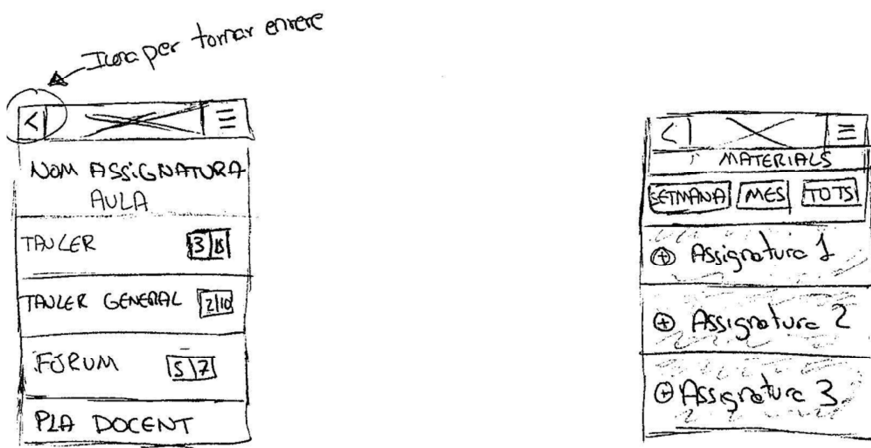 Icona per tornar enrere
<
NOM ASSIGNATURA
AULA
TAULER 3
TAULER GENERAL 2/10
FÒRUM 5/7
PLA DOCENT
<
MATERIALS
SETMANA MES TOTS
+ Assignatura 1
+ Assignatura 2
+ Assignatura 3